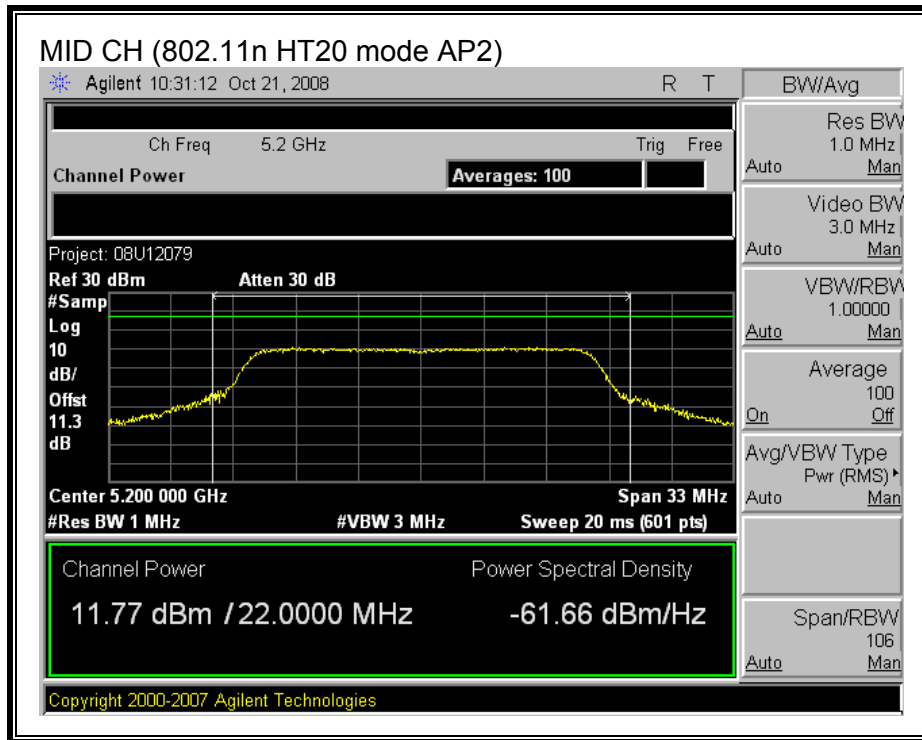 MID CH (802.11n HT20 mode AP2)
Agilent 10:31:12 Oct 21, 2008 R T
Ch Freq 5.2 GHz Trig Free
Channel Power Averages: 100
Project: 08U12079
Ref 30 dBm Atten 30 dB
#Samp
Log
10
dB/
Offst
11.3
dB
Center 5.200 000 GHz Span 33 MHz
#Res BW 1 MHz #VBW 3 MHz Sweep 20 ms (601 pts)
Channel Power Power Spectral Density
11.77 dBm / 22.0000 MHz -61.66 dBm/Hz
Copyright 2000-2007 Agilent Technologies
BW/Avg
Res BW
1.0 MHz
Auto Man
Video BW
3.0 MHz
Auto Man
VBW/RBW
1.00000
Auto Man
Average
100
On Off
Avg/VBW Type
Pwr (RMS)
Auto Man
Span/RBW
106
Auto Man